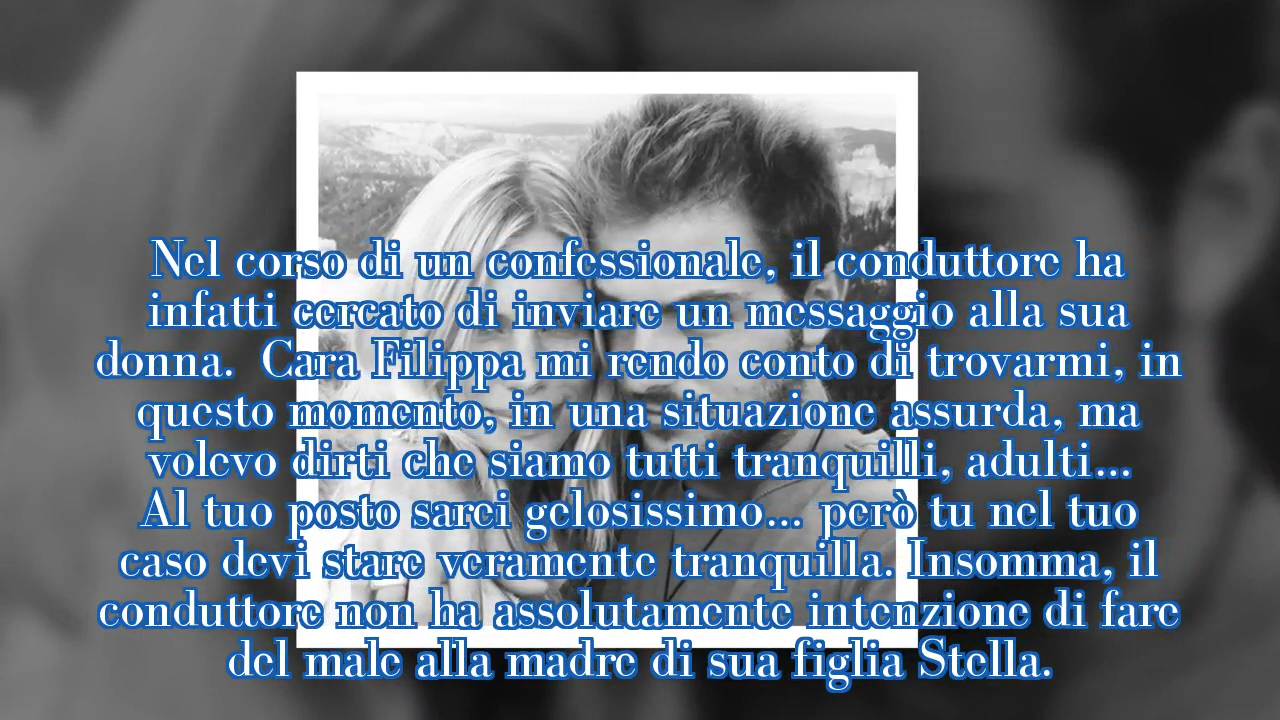 Nel corso di un confessionale, il conduttore ha
infatti cercato di inviare un messaggio alla sua
donna.  Cara Filippa mi rendo conto di trovarmi, in
questo momento, in una situazione assurda, ma
volevo dirti che siamo tutti tranquilli, adulti...
Al tuo posto sarei gelosissimo... però tu nel tuo
caso devi stare veramente tranquilla. Insomma, il
conduttore non ha assolutamente intenzione di fare
del male alla madre di sua figlia Stella.